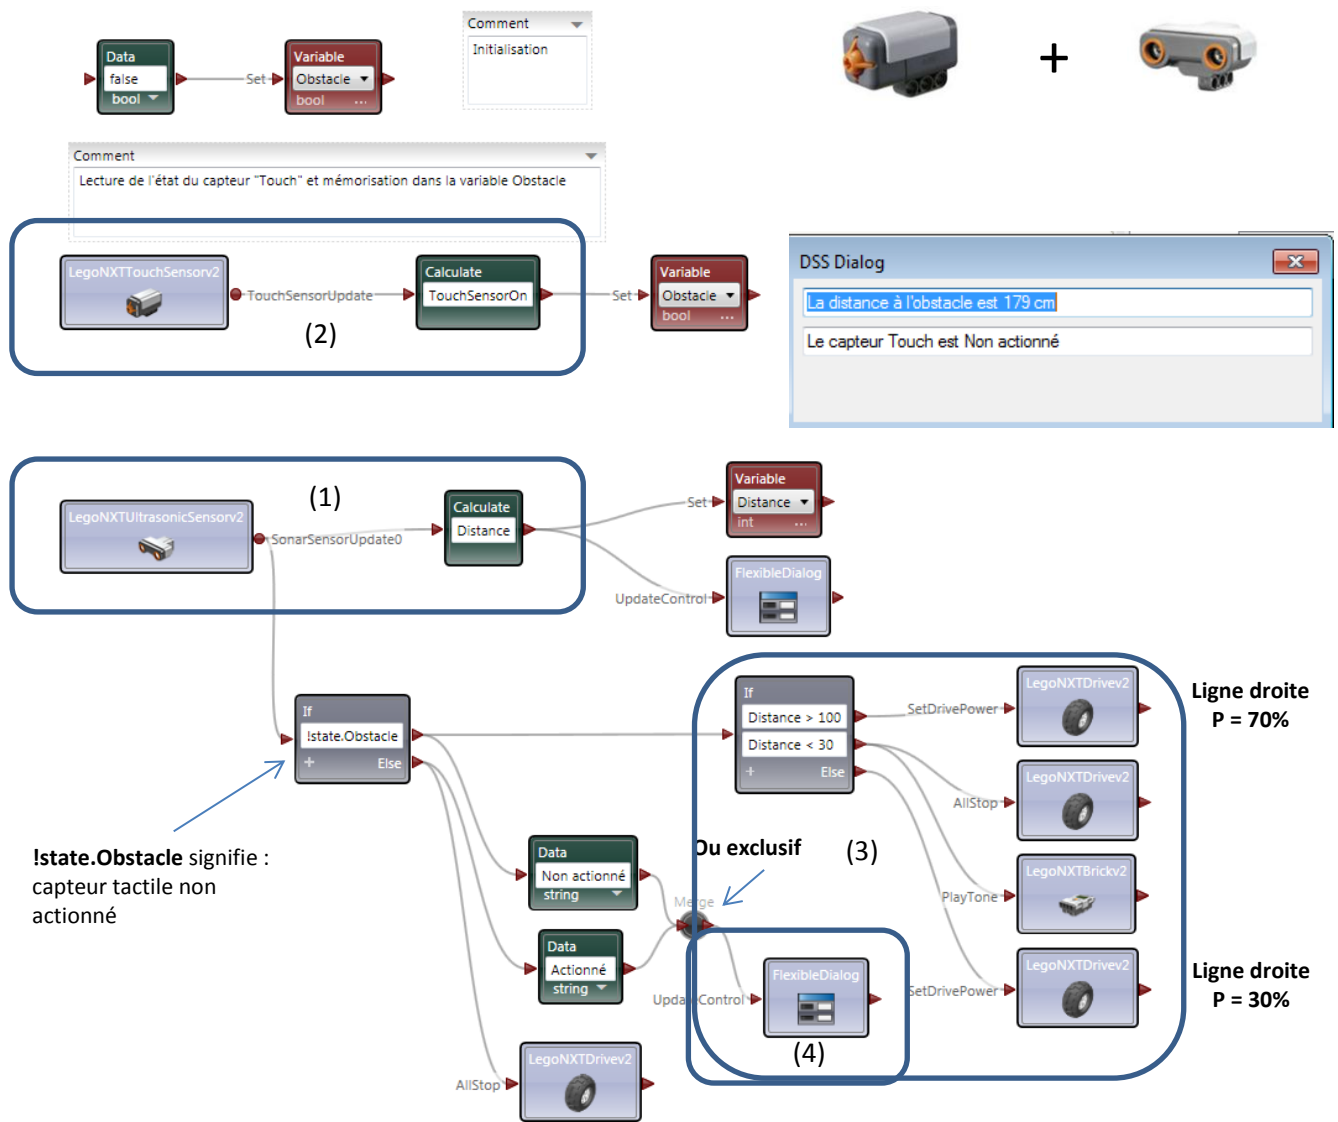 Comment
Initialisation
+
Data
false
bool
Set
Variable
Obstacle
bool
...
Comment
Lecture de l'état du capteur "Touch" et mémorisation dans la variable Obstacle
LegoNXTTouchSensorv2
TouchSensorUpdate
(2)
Calculate
TouchSensorOn
Set
Variable
Obstacle
bool
...
DSS Dialog
La distance à l'obstacle est 179 cm
Le capteur Touch est Non actionné
(1)
LegoNXTUltrasonicSensorv2
SonarSensorUpdate0
Calculate
Distance
Set
Variable
Distance
int
...
UpdateControl
FlexibleDialog
If
!state.Obstacle
+
Else
!state.Obstacle signifie :
capteur tactile non
actionné
If
Distance > 100
Distance < 30
+
Else
(3)
SetDrivePower
LegoNXTDrivev2
Ligne droite
P = 70%
AllStop
LegoNXTDrivev2
PlayTone
LegoNXTBrickv2
SetDrivePower
LegoNXTDrivev2
Ligne droite
P = 30%
Data
Non actionné
string
Data
Actionné
string
Ou exclusif
Merge
UpdateControl
FlexibleDialog
(4)
AllStop
LegoNXTDrivev2